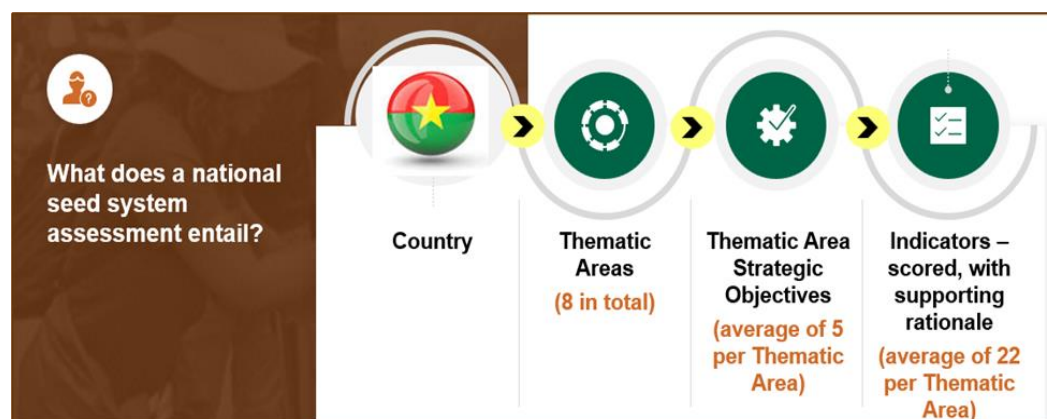 What does a national
seed system
assessment entail?
Country
Thematic
Areas
(8 in total)
Thematic Area
Strategic
Objectives
(average of 5
per Thematic
Area)
Indicators –
scored, with
supporting
rationale
(average of 22
per Thematic
Area)